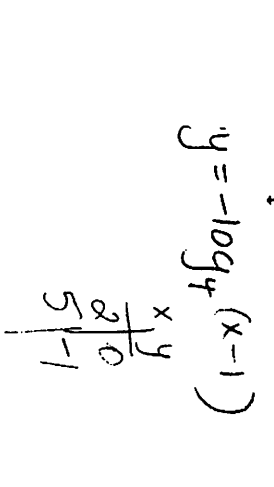 y = -log₄(x-1)
x | y
2 | 0
5 | -1